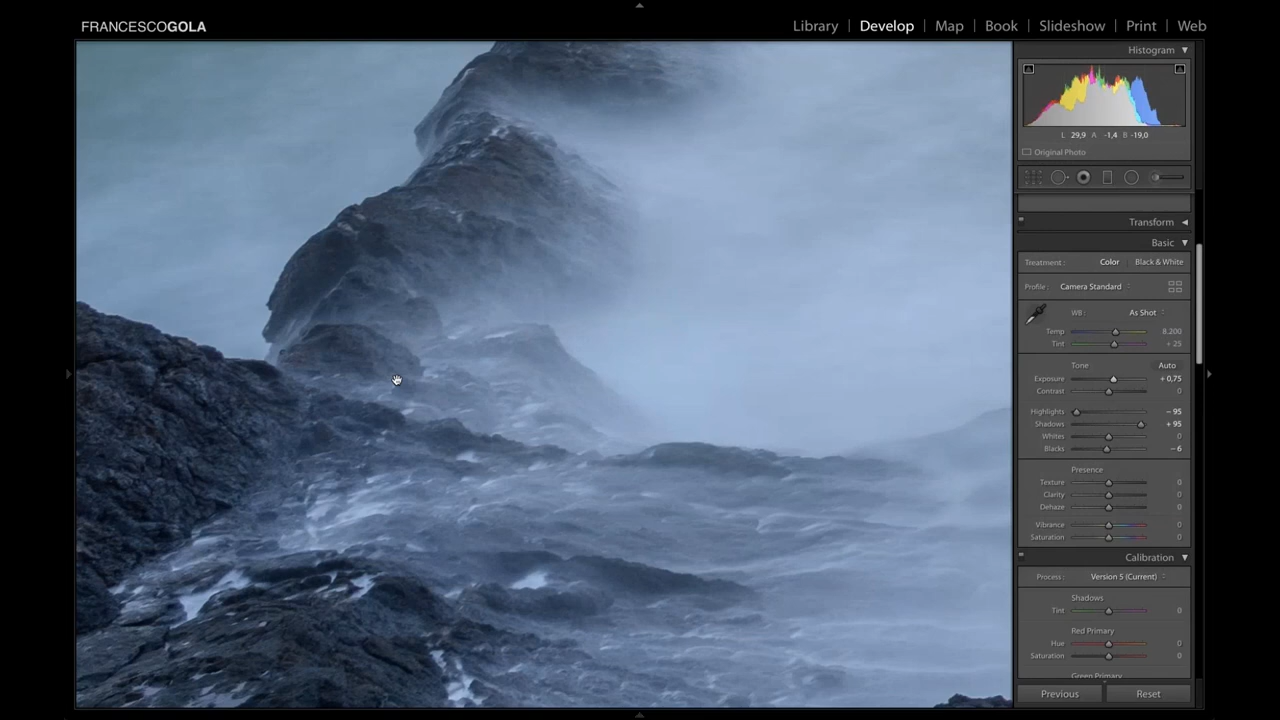 FRANCESCOGOLA
Library Develop Map Book Slideshow Print Web
Histogram
L 29,9 A -1,4 B -19,0
Original Photo
Transform
Basic
Treatment : Color Black & White
Profile : Camera Standard
WB : As Shot
Temp 8.200
Tint + 25
Tone Auto
Exposure + 0,75
Contrast 0
Highlights − 95
Shadows + 95
Whites 0
Blacks − 6
Presence
Texture 0
Clarity 0
Dehaze 0
Vibrance 0
Saturation 0
Calibration
Process : Version 5 (Current)
Shadows
Tint 0
Red Primary
Hue 0
Saturation 0
Green Primary
Previous Reset